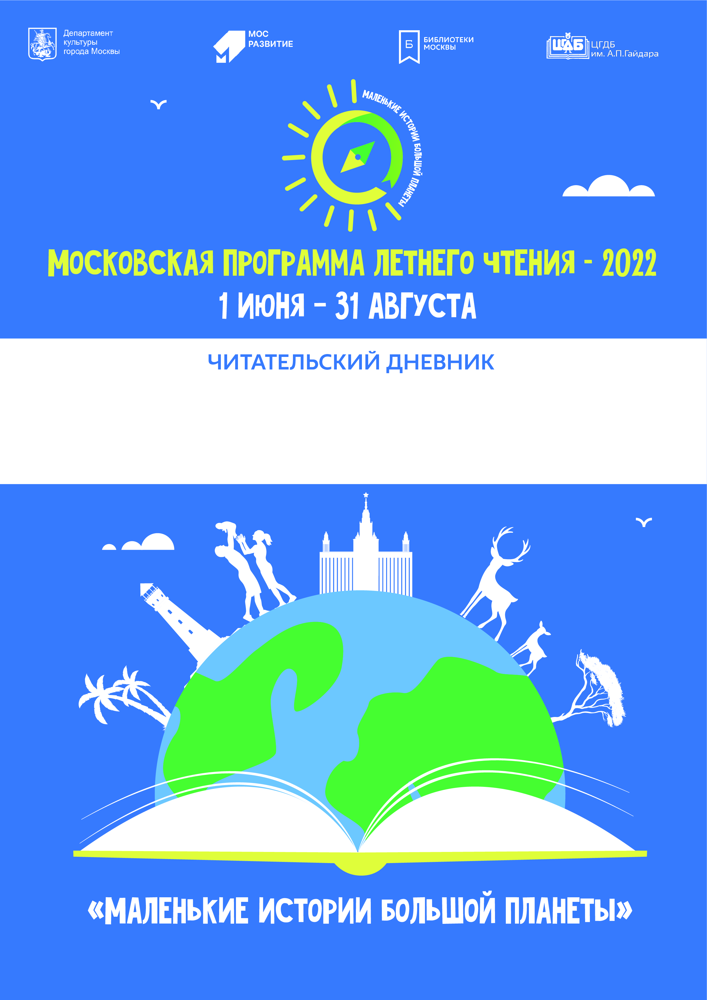 Департамент
культуры
города Москвы
МОС
РАЗВИТИЕ
Б
БИБЛИОТЕКИ
МОСКВЫ
ЦГДБ
ЦГДБ
им. А.П.Гайдара
МАЛЕНЬКИЕ ИСТОРИИ БОЛЬШОЙ ПЛАНЕТЫ
МОСКОВСКАЯ ПРОГРАММА ЛЕТНЕГО ЧТЕНИЯ - 2022
1 ИЮНЯ – 31 АВГУСТА
ЧИТАТЕЛЬСКИЙ ДНЕВНИК
«МАЛЕНЬКИЕ ИСТОРИИ БОЛЬШОЙ ПЛАНЕТЫ»